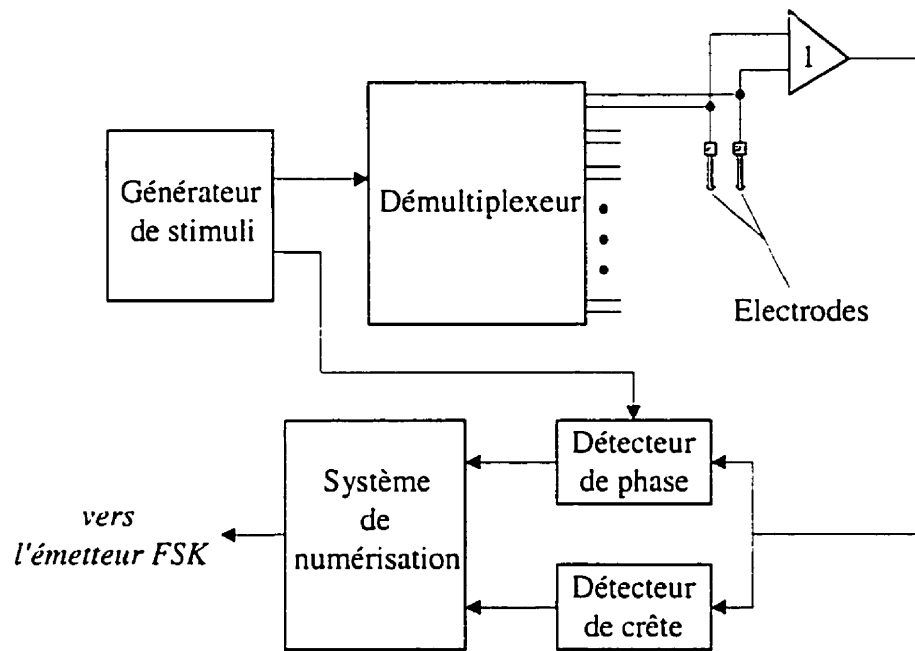 1
Générateur
de stimuli
Démultiplexeur
Electrodes
Détecteur
de phase
Système
de
numérisation
vers
l'émetteur FSK
Détecteur
de crête